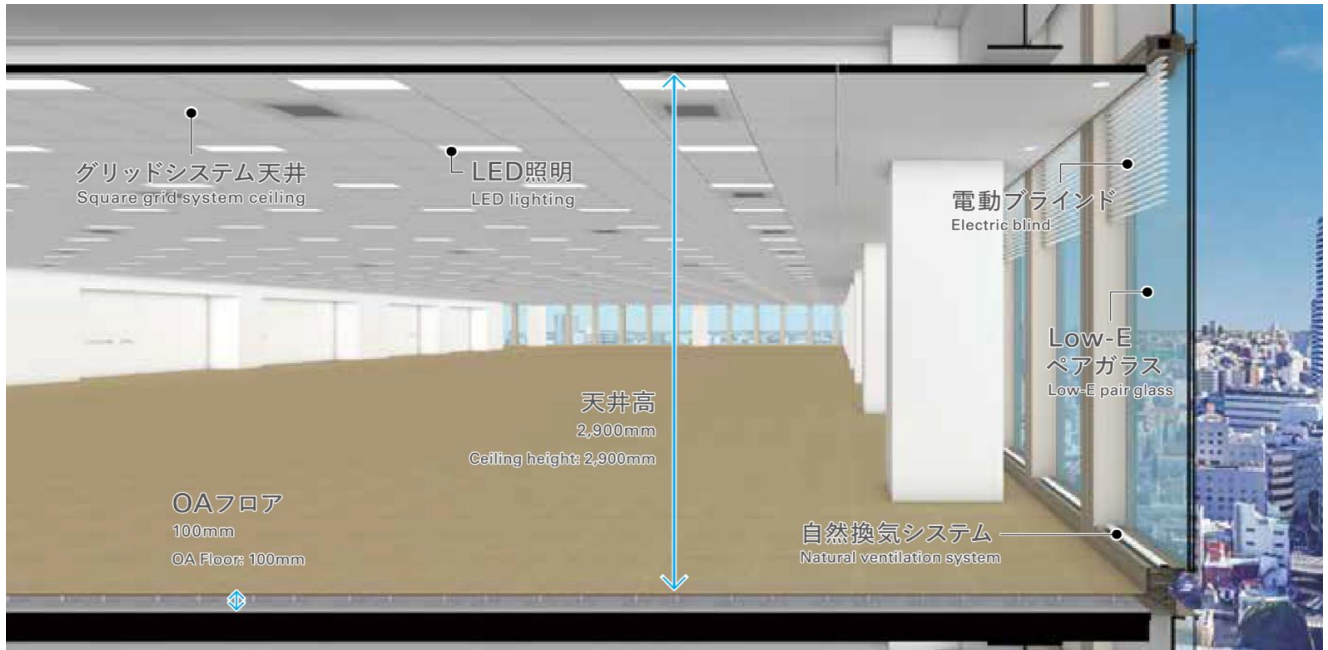 グリッドシステム天井
Square grid system ceiling
LED照明
LED lighting
電動ブラインド
Electric blind
Low-E
ペアガラス
Low-E pair glass
天井高
2,900mm
Ceiling height: 2,900mm
OAフロア
100mm
OA Floor: 100mm
自然換気システム
Natural ventilation system